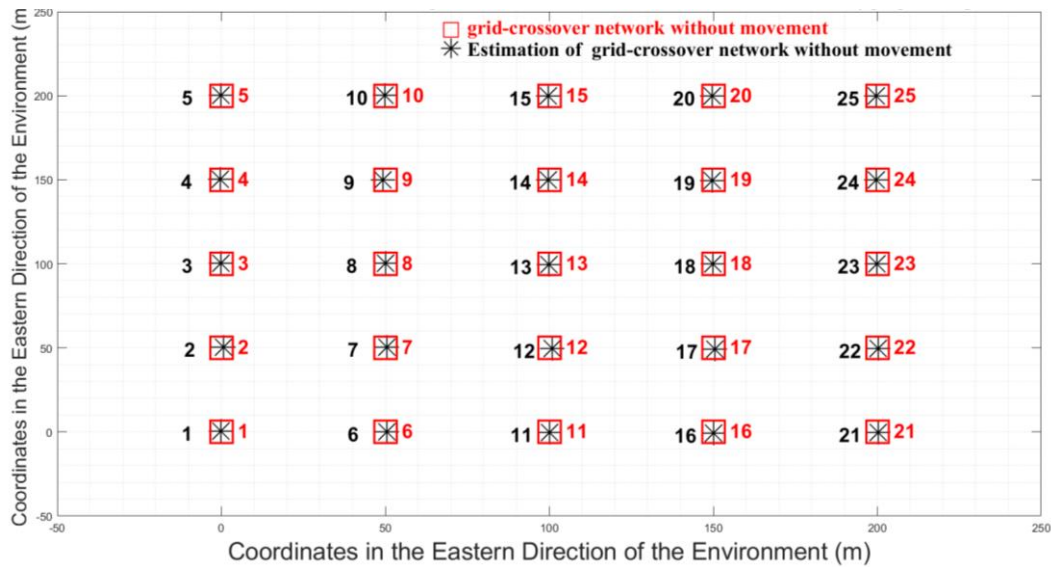 250
grid-crossover network without movement
Estimation of grid-crossover network without movement
Coordinates in the Eastern Direction of the Environment (m
200
5 5 10 10 15 15 20 20 25 25
150
4 4 9 9 14 14 19 19 24 24
100
3 3 8 8 13 13 18 18 23 23
50
2 2 7 7 12 12 17 17 22 22
0
1 1 6 6 11 11 16 16 21 21
-50
-50 0 50 100 150 200 250
Coordinates in the Eastern Direction of the Environment (m)